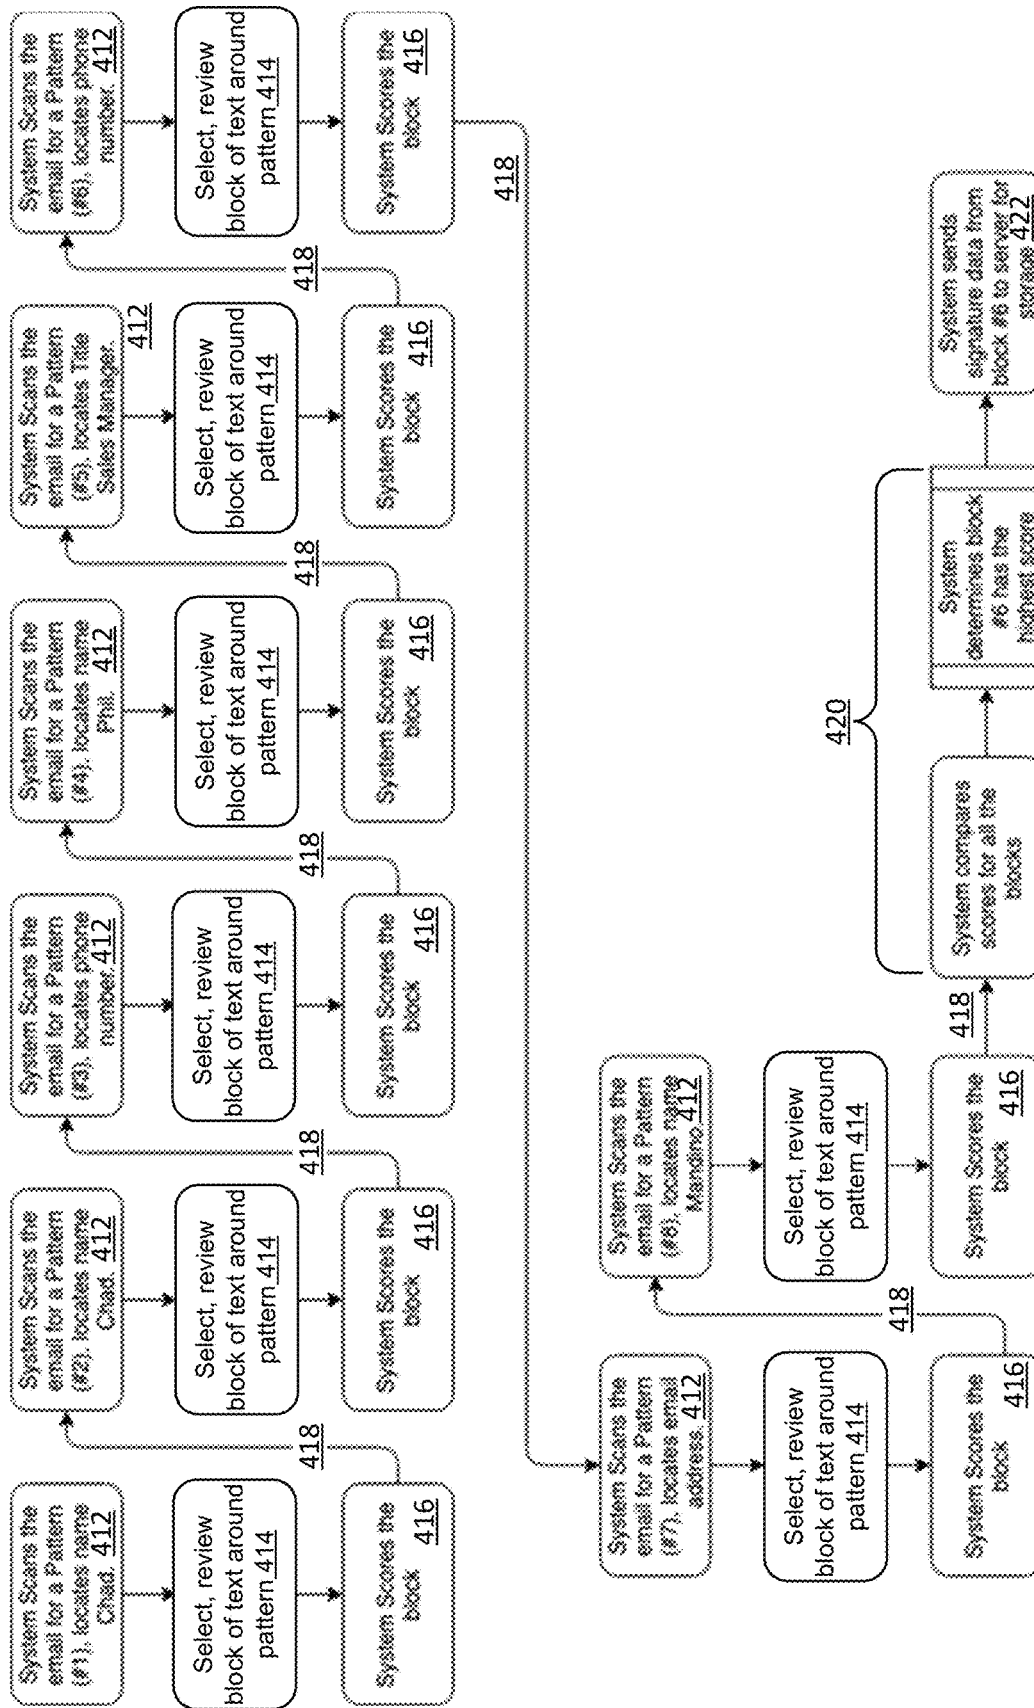 System Scans the
email for a Pattern
(#1), locates name
Chad. 412
Select, review
block of text around
pattern 414
System Scores the
block 416
418
System Scans the
email for a Pattern
(#2), locates name
Chad. 412
Select, review
block of text around
pattern 414
System Scores the
block 416
418
System Scans the
email for a Pattern
(#3), locates phone
number. 412
Select, review
block of text around
pattern 414
System Scores the
block 416
418
System Scans the
email for a Pattern
(#4), locates name
Phil. 412
Select, review
block of text around
pattern 414
System Scores the
block 416
418
System Scans the
email for a Pattern
(#5), locates Title
Sales Manager.
412
Select, review
block of text around
pattern 414
System Scores the
block 416
418
System Scans the
email for a Pattern
(#6), locates phone
number. 412
Select, review
block of text around
pattern 414
System Scores the
block 416
418
System Scans the
email for a Pattern
(#7), locates email
address. 412
Select, review
block of text around
pattern 414
System Scores the
block 416
418
System Scans the
email for a Pattern
(#8), locates name
Mandino. 412
Select, review
block of text around
pattern 414
System Scores the
block 416
418
420
System compares
scores for all the
blocks
System
determines block
#6 has the
highest score
System sends
signature data from
block #6 to server for
storage 422